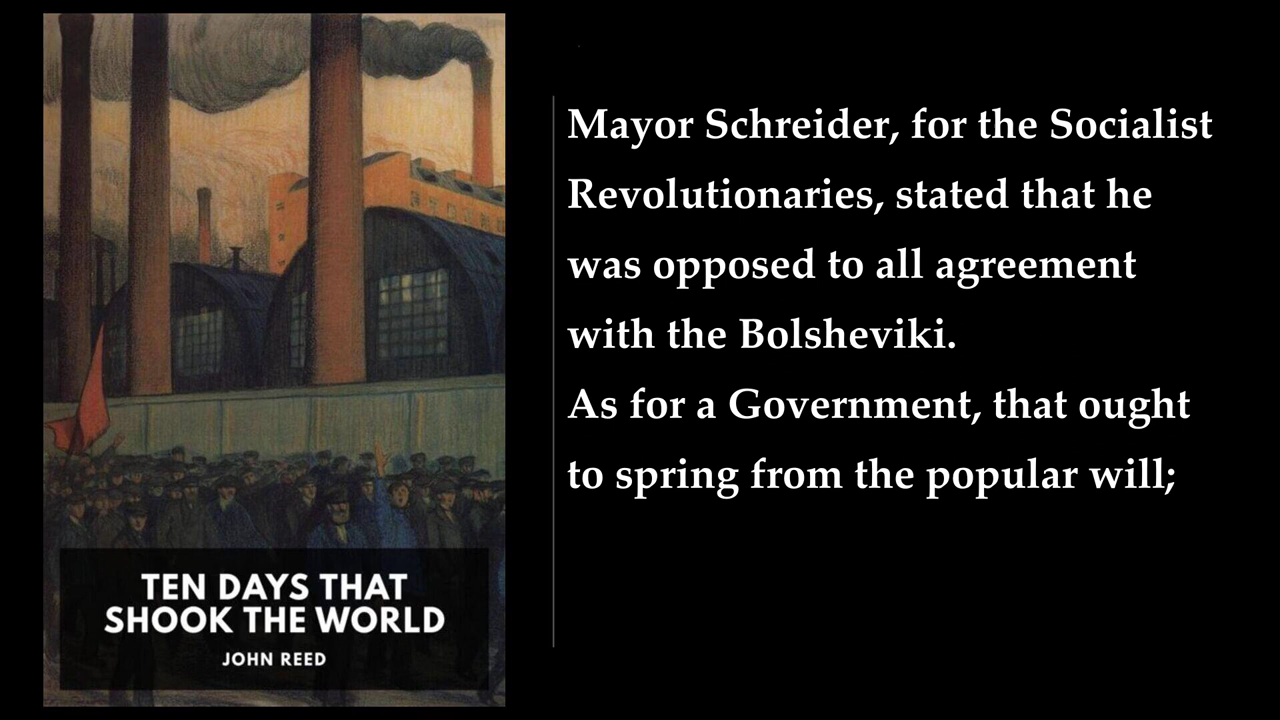 Mayor Schreider, for the Socialist
Revolutionaries, stated that he
was opposed to all agreement
with the Bolsheviki.
As for a Government, that ought
to spring from the popular will;
TEN DAYS THAT
SHOOK THE WORLD
JOHN REED